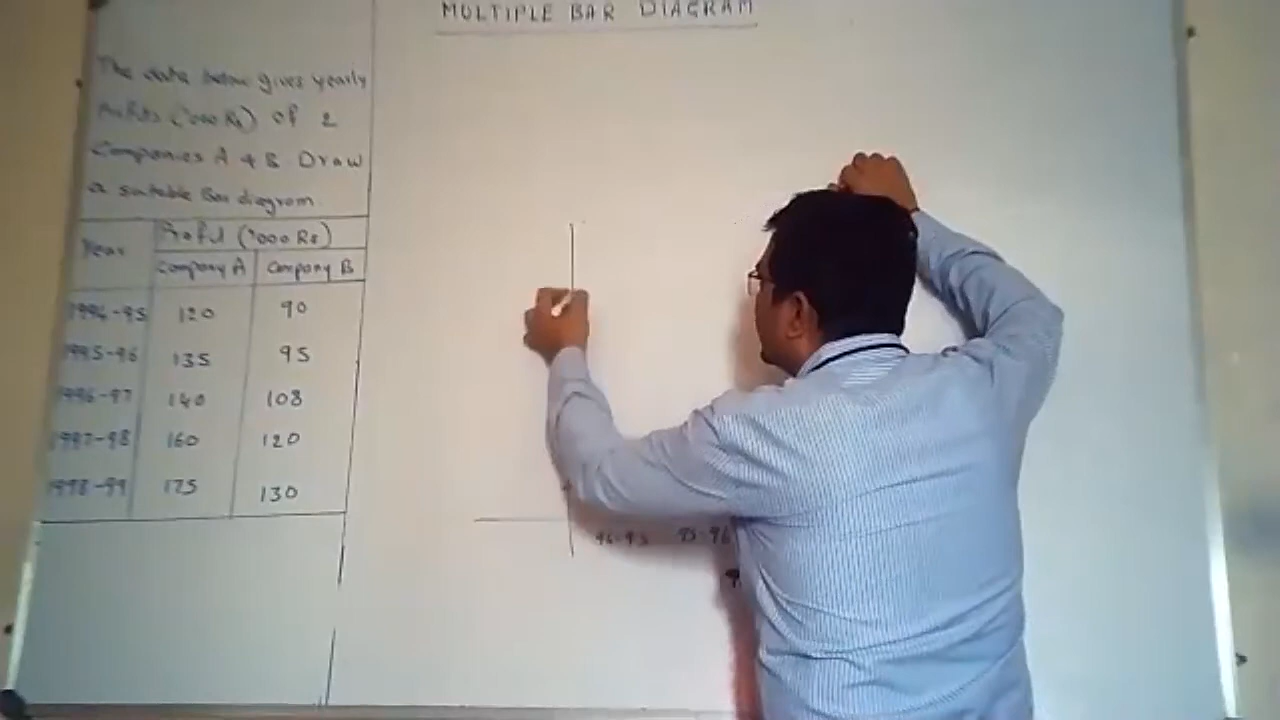 MULTIPLE BAR DIAGRAM
The data below gives yearly
Profits ('000 Rs) of 2
Companies A & B Draw
a suitable Bar diagram.
Year Profit ('000 Rs)
Company A Company B
1994-95 120 90
1995-96 135 95
1996-97 140 108
1997-98 160 120
1998-99 175 130
95-96